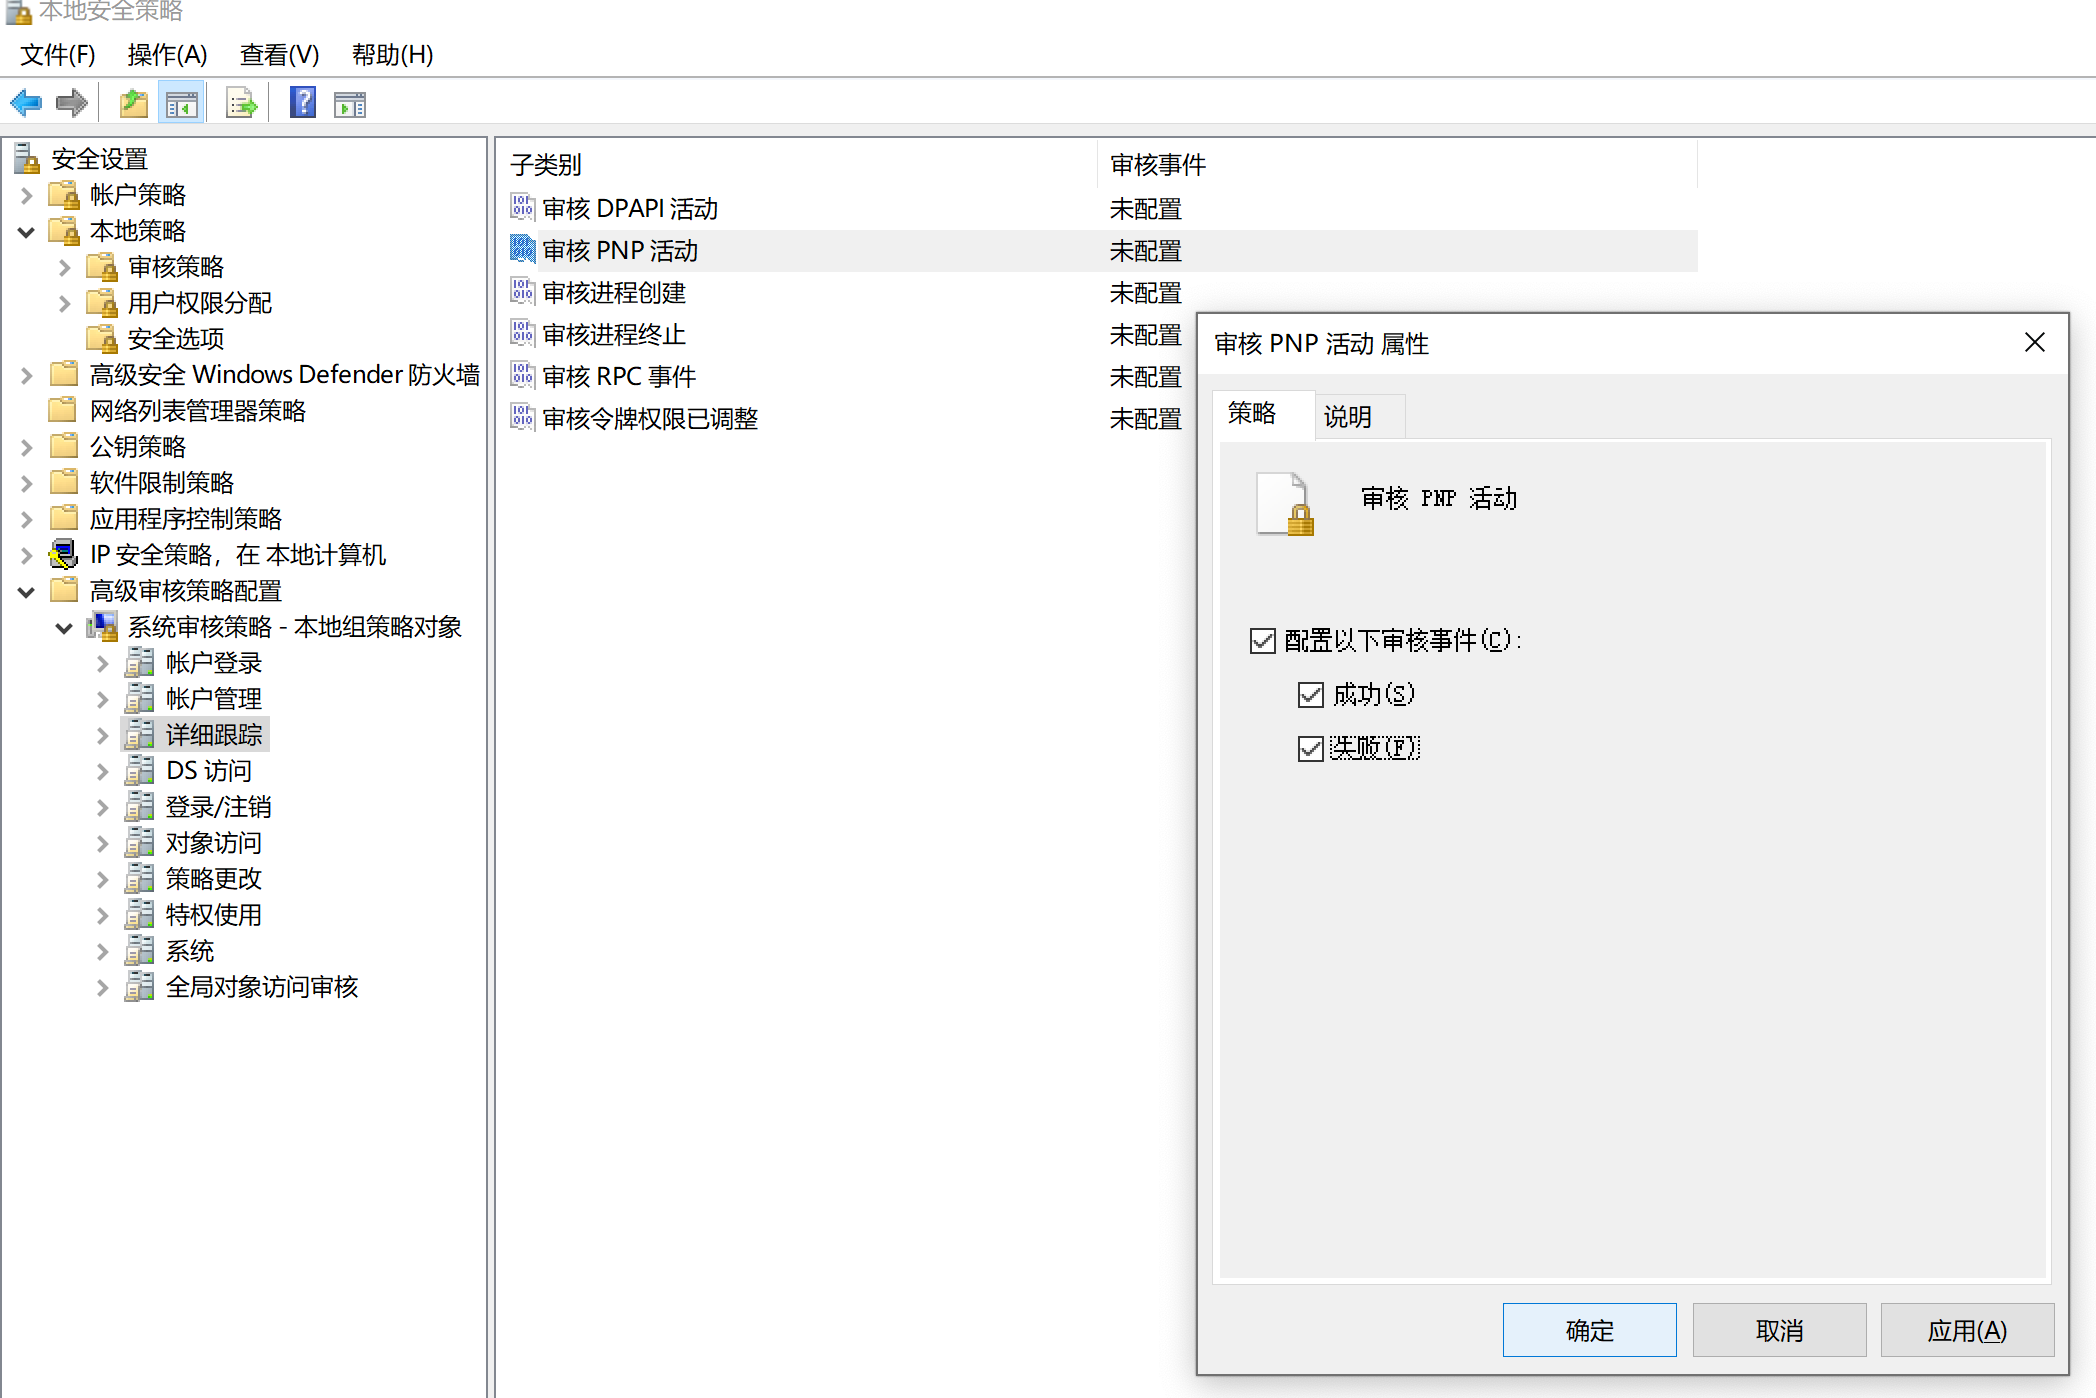 本地安全策略
文件(F) 操作(A) 查看(V) 帮助(H)
安全设置
帐户策略
本地策略
审核策略
用户权限分配
安全选项
高级安全 Windows Defender 防火墙
网络列表管理器策略
公钥策略
软件限制策略
应用程序控制策略
IP 安全策略，在 本地计算机
高级审核策略配置
系统审核策略 - 本地组策略对象
帐户登录
帐户管理
详细跟踪
DS 访问
登录/注销
对象访问
策略更改
特权使用
系统
全局对象访问审核
子类别 审核事件
审核 DPAPI 活动 未配置
审核 PNP 活动 未配置
审核进程创建 未配置
审核进程终止 未配置
审核 RPC 事件 未配置
审核令牌权限已调整 未配置
审核 PNP 活动 属性
策略 说明
审核 PNP 活动
配置以下审核事件(C):
成功(S)
失败(F)
确定 取消 应用(A)